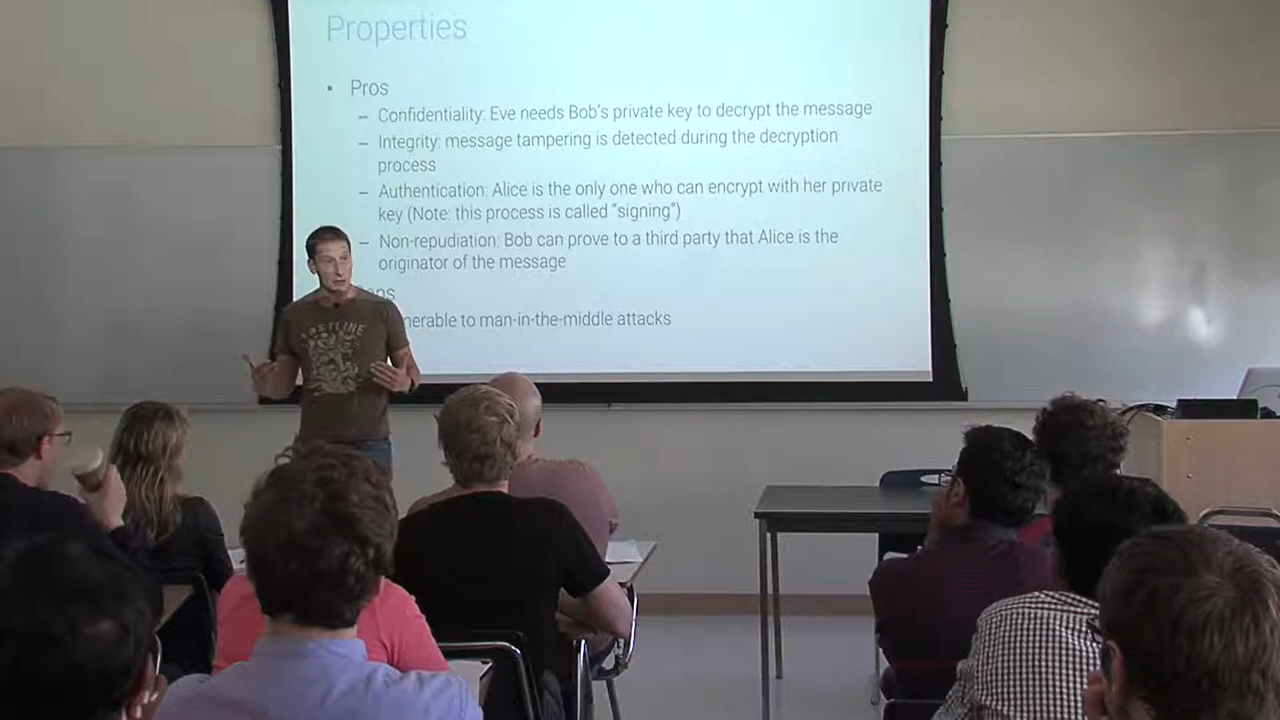 Properties
• Pros
– Confidentiality: Eve needs Bob's private key to decrypt the message
– Integrity: message tampering is detected during the decryption
process
– Authentication: Alice is the only one who can encrypt with her private
key (Note: this process is called "signing")
– Non-repudiation: Bob can prove to a third party that Alice is the
originator of the message
ons
nerable to man-in-the-middle attacks
LASTLINE